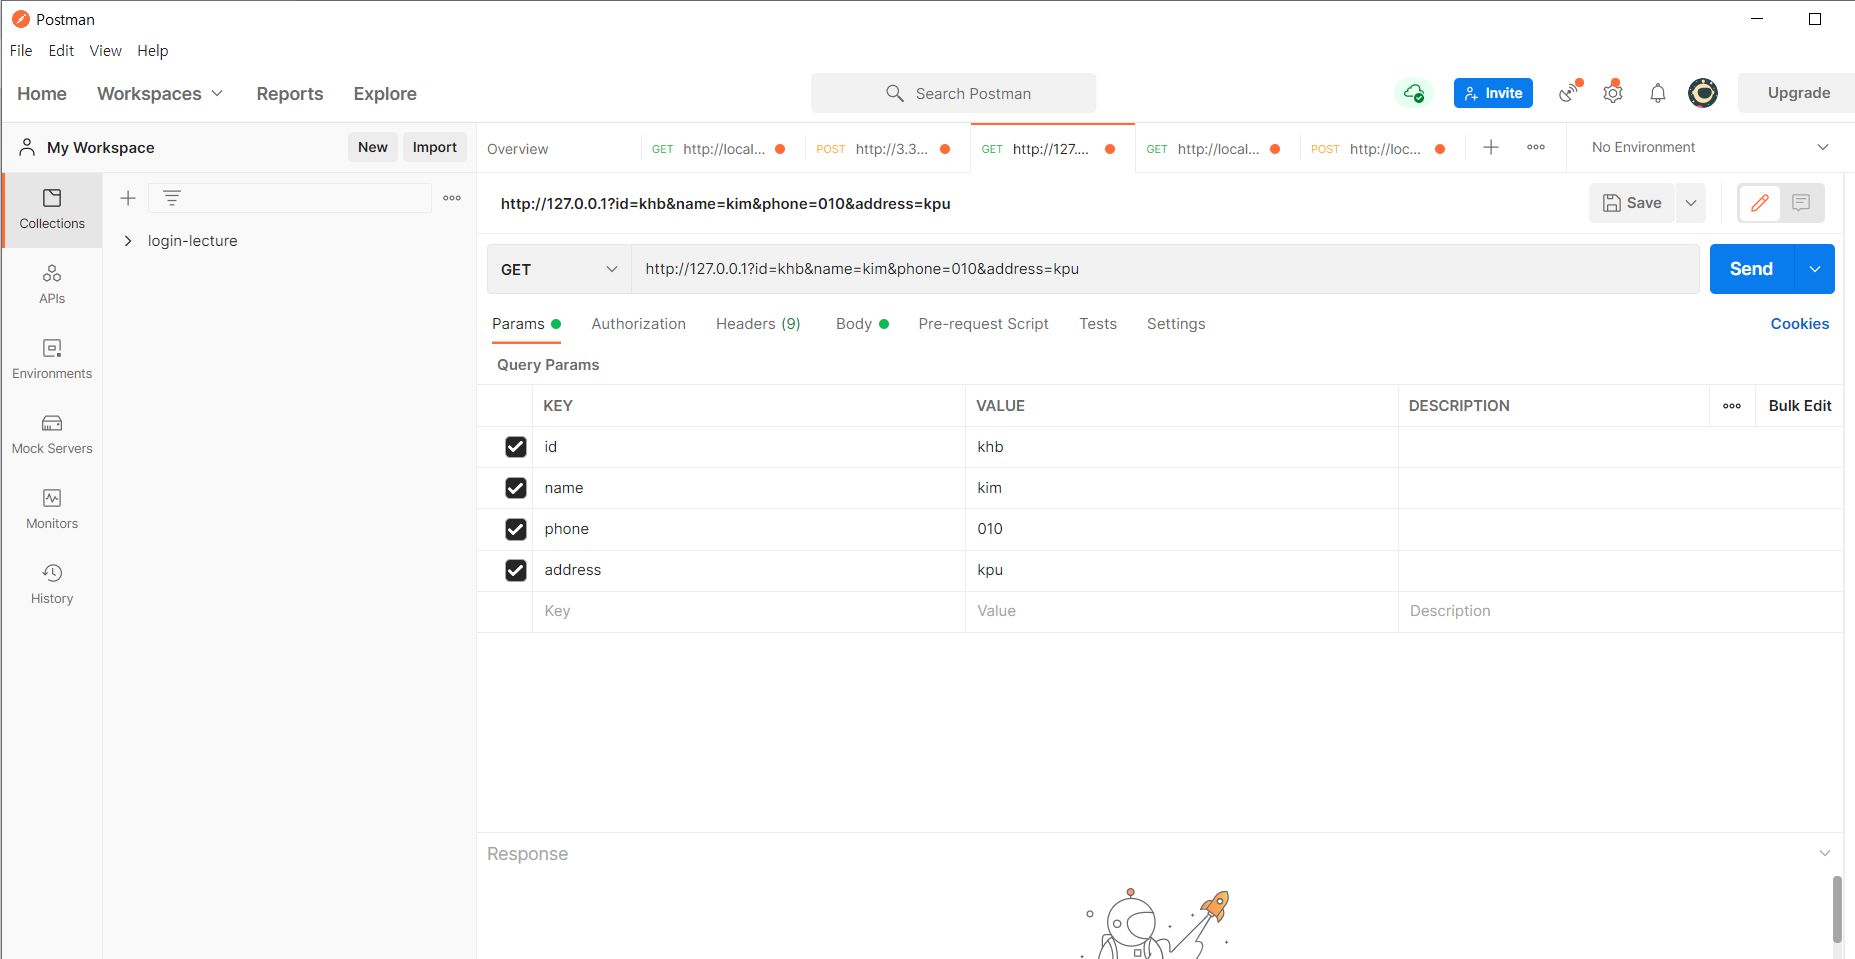 Postman
File Edit View Help
Home Workspaces Reports Explore Search Postman Invite Upgrade
My Workspace New Import Overview GET http://local... POST http://3.3... GET http://127.... GET http://local... POST http://loc... No Environment
http://127.0.0.1?id=khb&name=kim&phone=010&address=kpu Save
Collections
login-lecture
GET http://127.0.0.1?id=khb&name=kim&phone=010&address=kpu Send
APIs
Params Authorization Headers (9) Body Pre-request Script Tests Settings Cookies
Environments
Query Params
KEY VALUE DESCRIPTION Bulk Edit
Mock Servers
id khb
name kim
Monitors
phone 010
address kpu
History
Key Value Description
Response